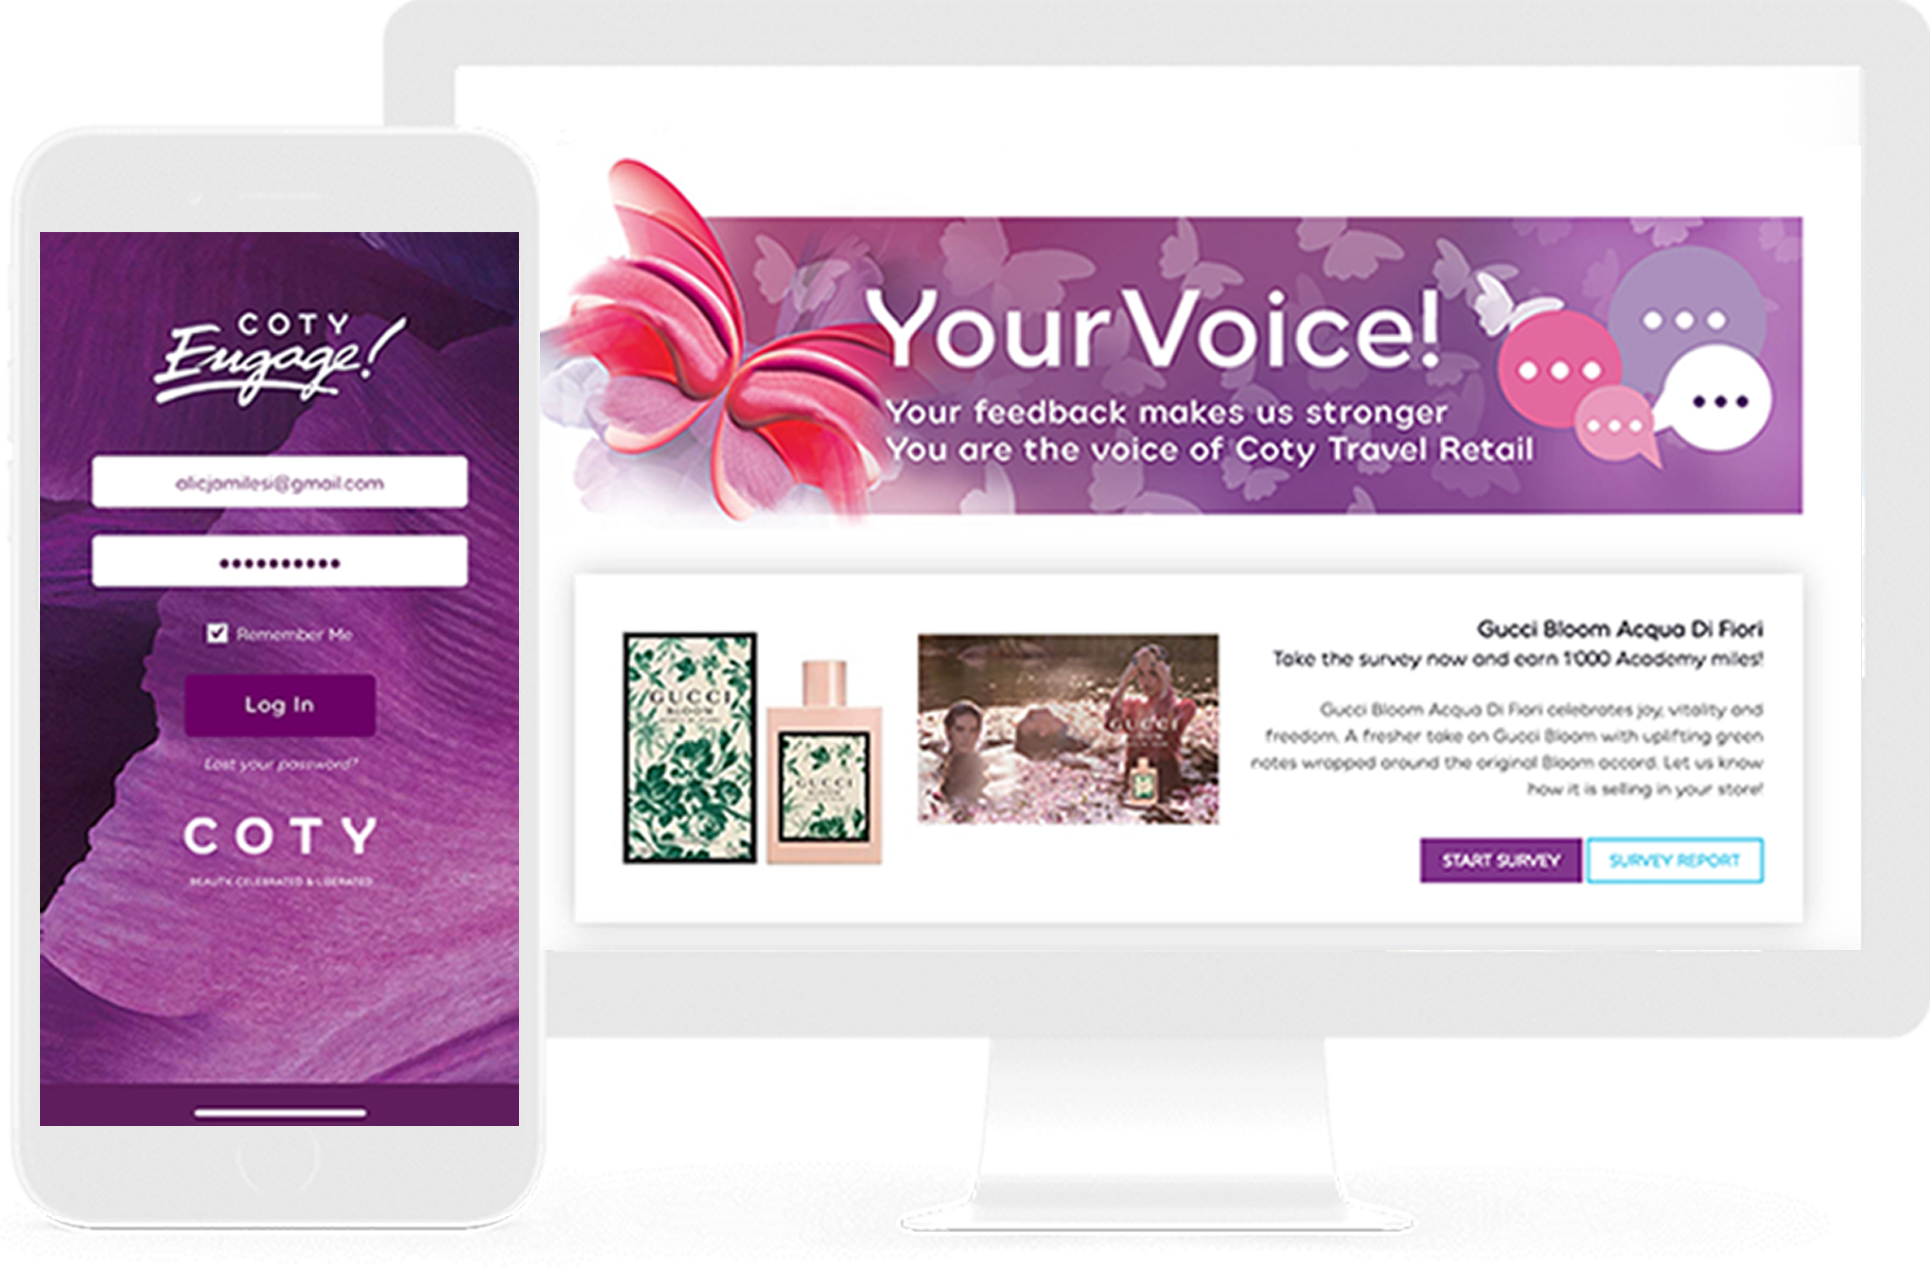 COTY
Engage!
alicjamilesi@gmail.com
Remember Me
Log In
Lost your password?
COTY
BEAUTY, CELEBRATED & LIBERATED
Your Voice!
Your feedback makes us stronger
You are the voice of Coty Travel Retail
GUCCI
BLOOM
GUCCI
BLOOM
GUCCI
Gucci Bloom Acqua Di Fiori
Take the survey now and earn 1'000 Academy miles!
Gucci Bloom Acqua Di Fiori celebrates joy, vitality and
freedom. A fresher take on Gucci Bloom with uplifting green
notes wrapped around the original Bloom accord. Let us know
how it is selling in your store!
START SURVEY
SURVEY REPORT